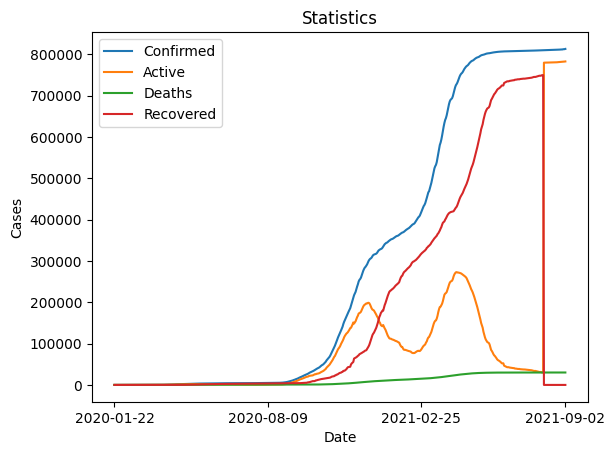 Statistics
Confirmed
Active
Deaths
Recovered
800000
700000
600000
500000
400000
300000
200000
100000
0
Cases
2020-01-22
2020-08-09
2021-02-25
2021-09-02
Date